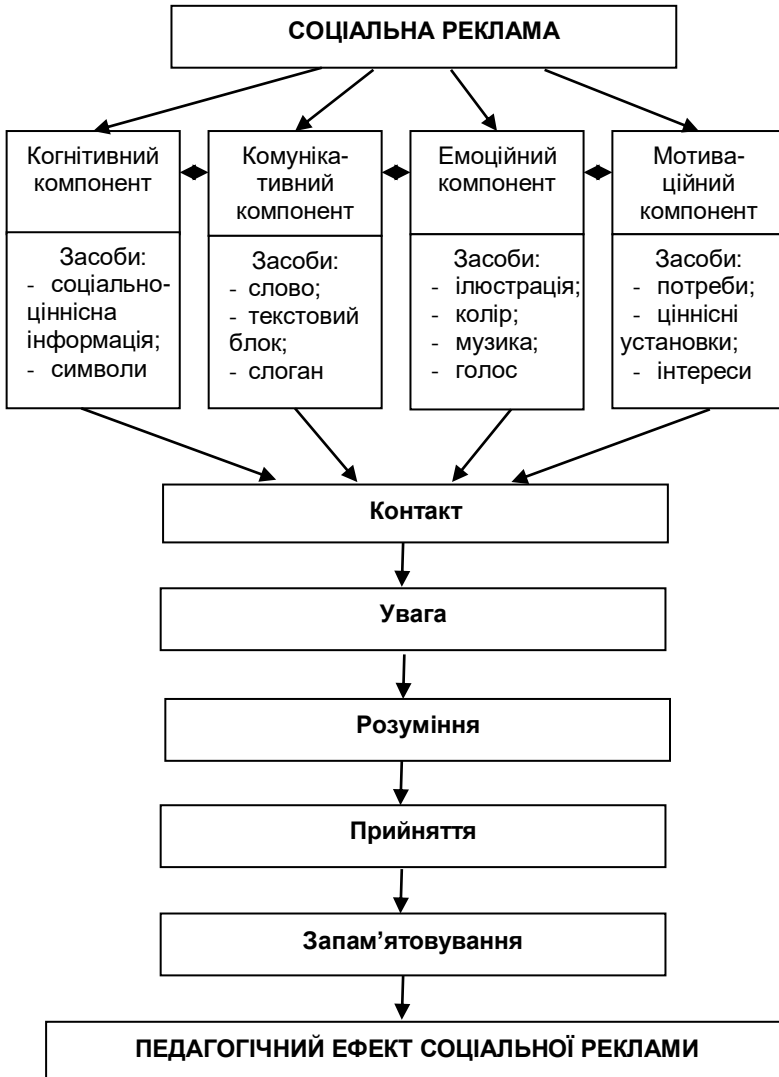 СОЦІАЛЬНА РЕКЛАМА
Когнітивний
компонент
Засоби:
- соціально-
ціннісна
інформація;
- символи
Комуніка-
тивний
компонент
Засоби:
- слово;
- текстовий
блок;
- слоган
Емоційний
компонент
Засоби:
- ілюстрація;
- колір;
- музика;
- голос
Мотива-
ційний
компонент
Засоби:
- потреби;
- ціннісні
установки;
- інтереси
Контакт
Увага
Розуміння
Прийняття
Запам’ятовування
ПЕДАГОГІЧНИЙ ЕФЕКТ СОЦІАЛЬНОЇ РЕКЛАМИ